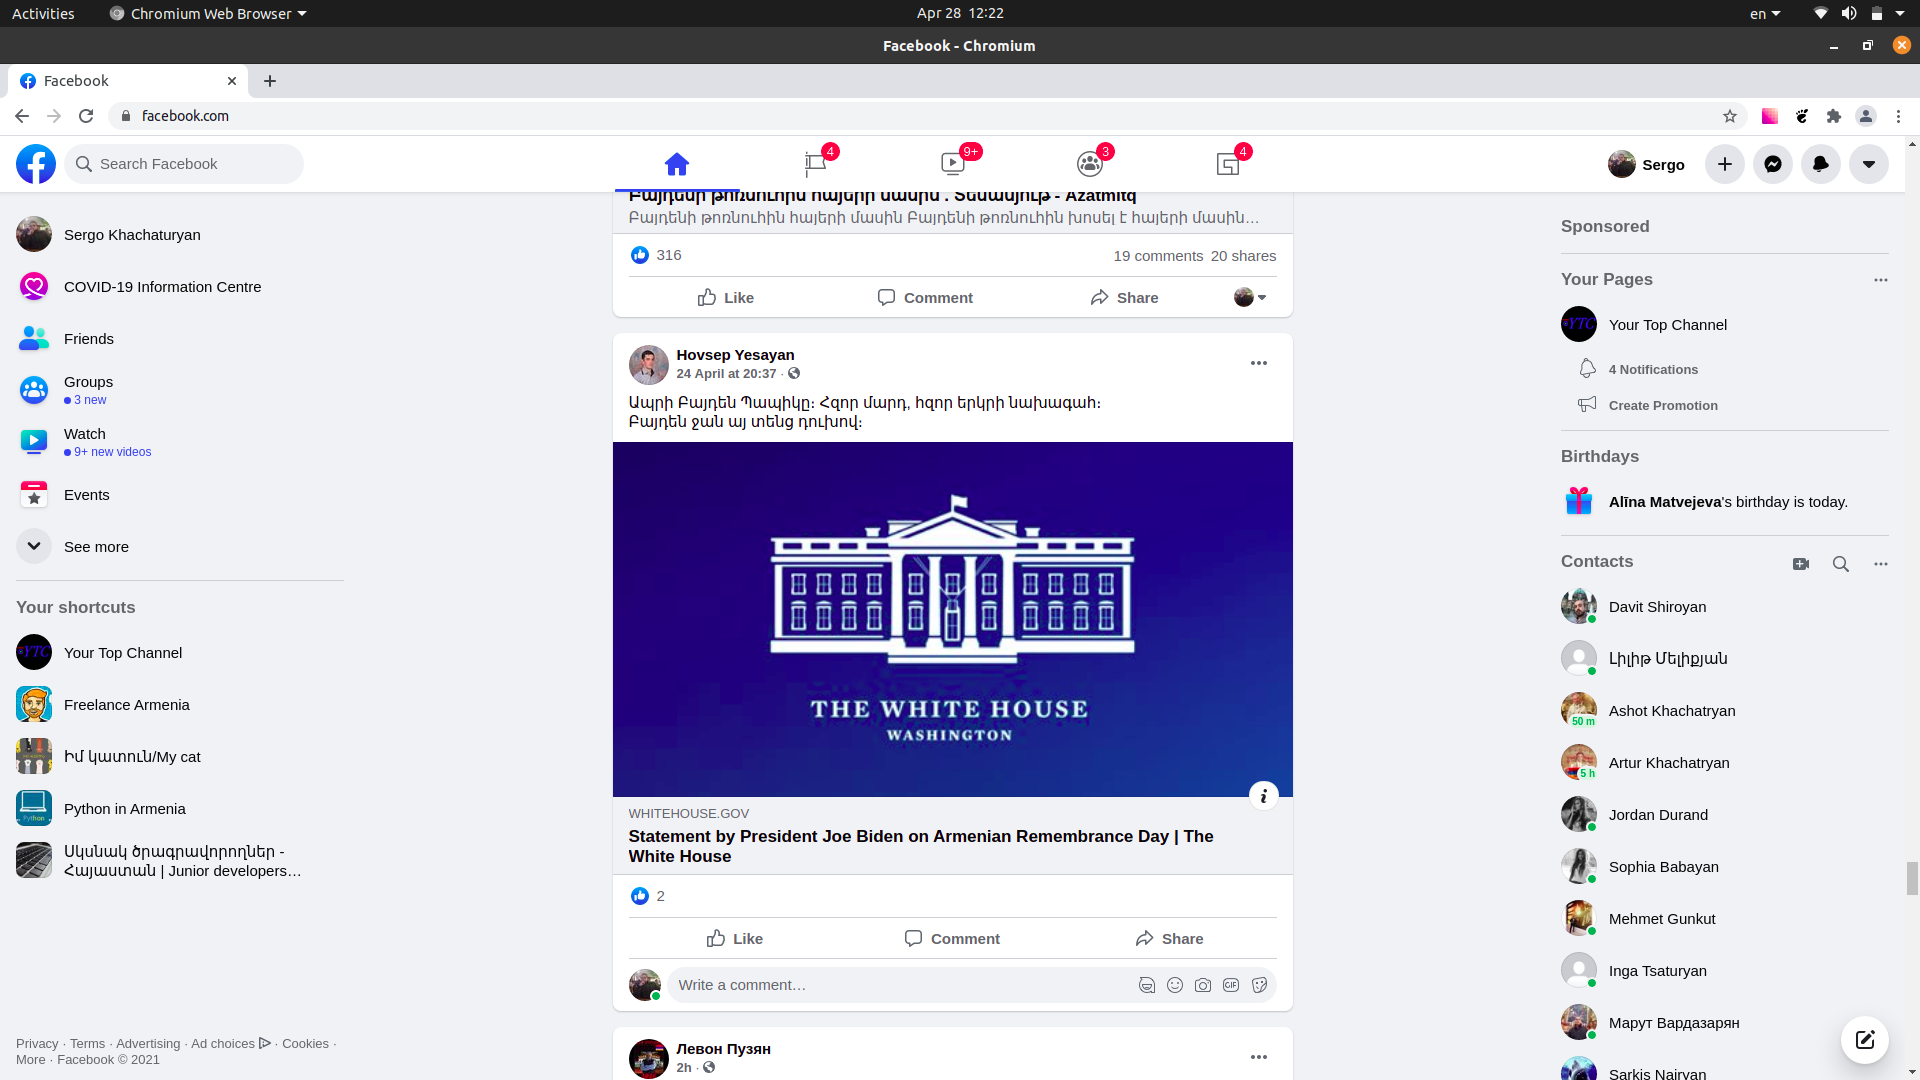 Activities
Chromium Web Browser
Apr 28 12:22
en
Facebook - Chromium
Facebook
facebook.com
Search Facebook
4
9+
3
4
Sergo
Sergo Khachaturyan
COVID-19 Information Centre
Friends
Groups
3 new
Watch
9+ new videos
Events
See more
Your shortcuts
YTC
Your Top Channel
Freelance Armenia
Իմ կատուն/My cat
Python
Python in Armenia
Սկսնակ ծրագրավորողներ -
Հայաստան | Junior developers…
Privacy · Terms · Advertising · Ad choices · Cookies ·
More · Facebook © 2021
Բայդենի թոռնուհին հայերի մասին . Տեսանյութ - Azatmitq
Բայդենի թոռնուհին հայերի մասին Բայդենի թոռնուհին խոսել է հայերի մասին…
316
19 comments 20 shares
Like
Comment
Share
Hovsep Yesayan
24 April at 20:37 ·
Ապրի Բայդեն Պապիկը։ Հզոր մարդ, հզոր երկրի նախագահ։
Բայդեն ջան այ տենց դուխով։
THE WHITE HOUSE
WASHINGTON
WHITEHOUSE.GOV
Statement by President Joe Biden on Armenian Remembrance Day | The
White House
2
Like
Comment
Share
Write a comment…
GIF
Левон Пузян
2h ·
Sponsored
Your Pages
YTC
Your Top Channel
4 Notifications
Create Promotion
Birthdays
Alīna Matvejeva's birthday is today.
Contacts
Davit Shiroyan
Լիլիթ Մելիքյան
50 m
Ashot Khachatryan
5 h
Artur Khachatryan
Jordan Durand
Sophia Babayan
Mehmet Gunkut
Inga Tsaturyan
Марут Вардазарян
Sarkis Nairyan